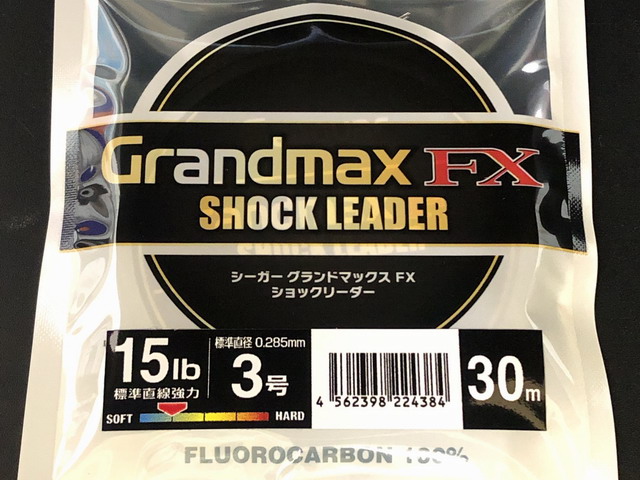 Grandmax FX
SHOCK LEADER
シーガー グランドマックス FX
ショックリーダー
15lb
標準直線強力
標準直径 0.285mm
3号
SOFT HARD
4 562398 224384
30m
FLUOROCARBON 100%